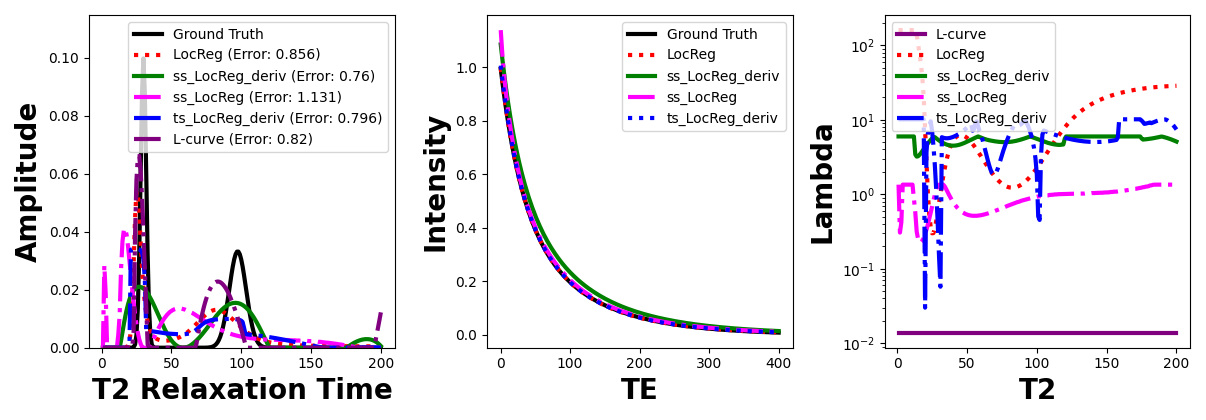 Amplitude
0.10
0.08
0.06
0.04
0.02
0.00
Ground Truth
LocReg (Error: 0.856)
ss_LocReg_deriv (Error: 0.76)
ss_LocReg (Error: 1.131)
ts_LocReg_deriv (Error: 0.796)
L-curve (Error: 0.82)
0 50 100 150 200
T2 Relaxation Time
Intensity
1.0
0.8
0.6
0.4
0.2
0.0
Ground Truth
LocReg
ss_LocReg_deriv
ss_LocReg
ts_LocReg_deriv
0 100 200 300 400
TE
Lambda
10²
10¹
10⁰
10⁻¹
10⁻²
L-curve
LocReg
ss_LocReg_deriv
ss_LocReg
ts_LocReg_deriv
0 50 100 150 200
T2